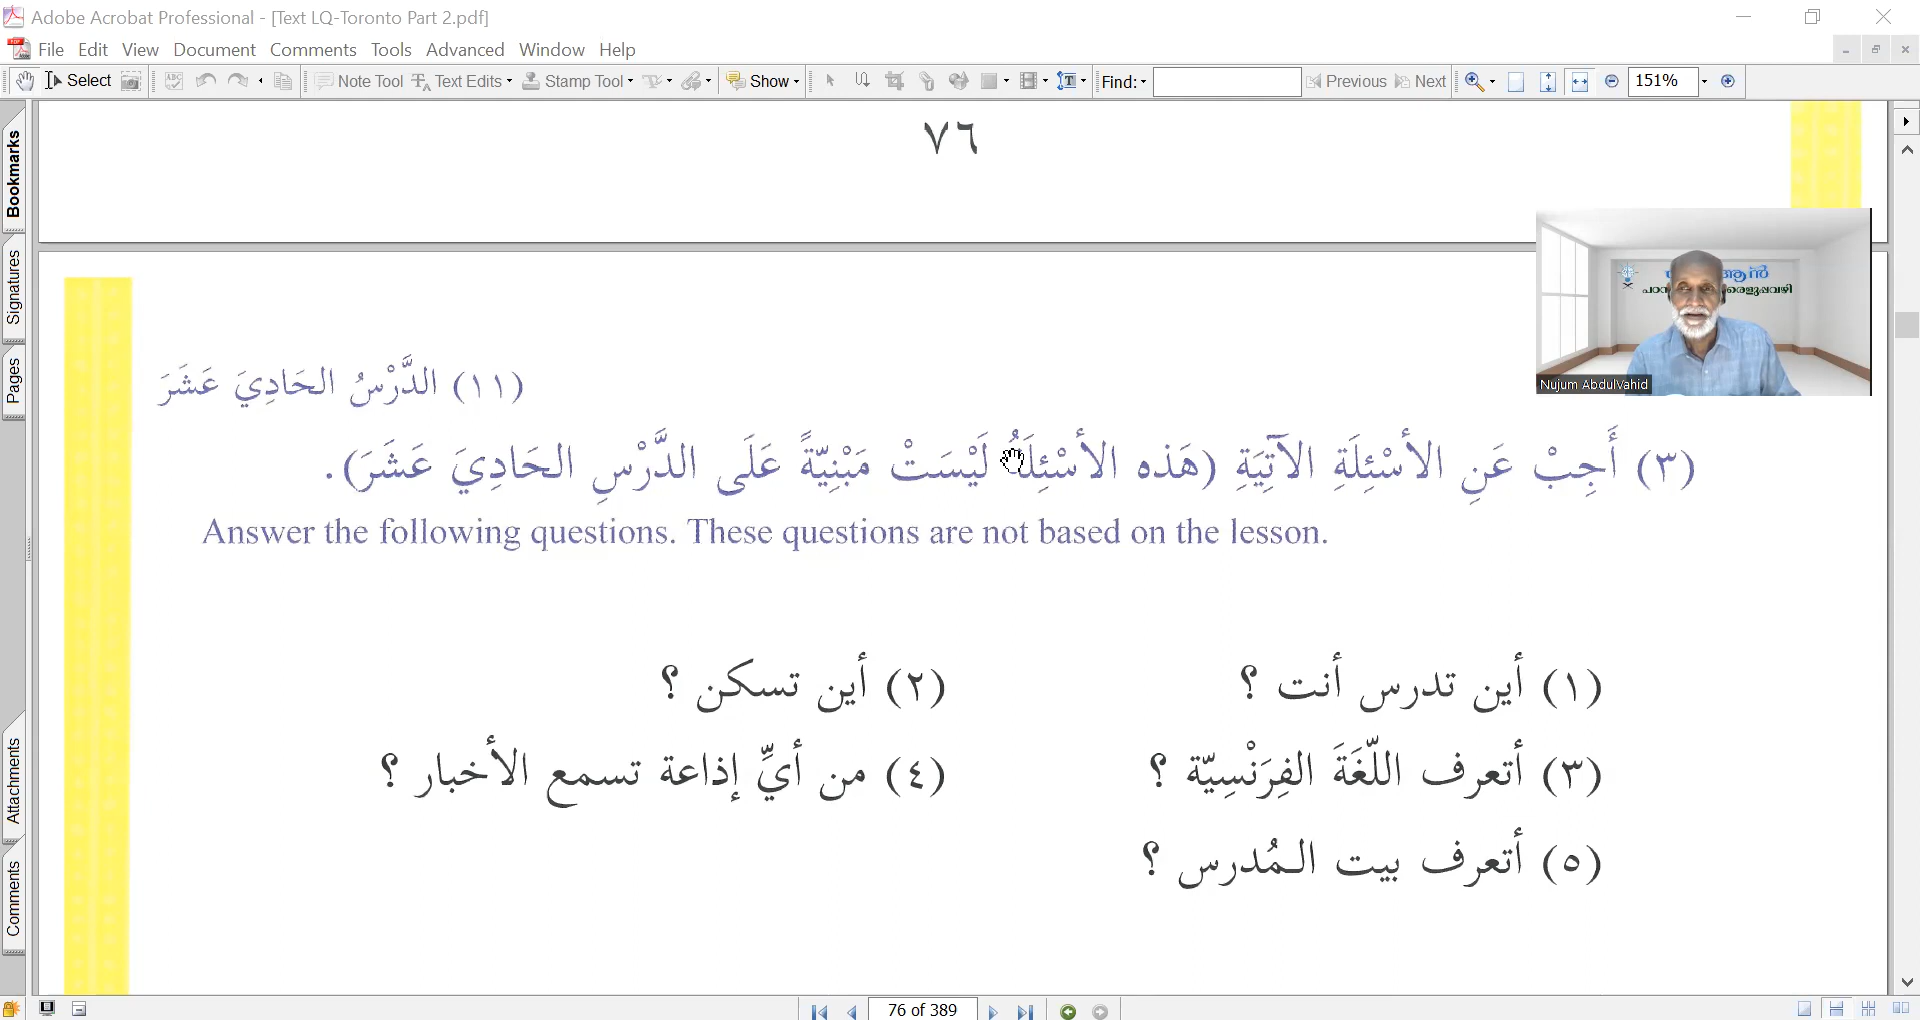 Adobe Acrobat Professional - [Text LQ-Toronto Part 2.pdf]
File Edit View Document Comments Tools Advanced Window Help
Select Note Tool Text Edits Stamp Tool Show Find: Previous Next 151%
Bookmarks
Signatures
Pages
Attachments
Comments
٧٦
Nujum AbdulVahid
(١١) الدَّرْسُ الحَادِيَ عَشَرَ
(٣) أَجِبْ عَنِ الأَسْئِلَةِ الآتِيَةِ (هَذه الأَسْئِلَةُ لَيْسَتْ مَبْنِيّةً عَلَى الدَّرْسِ الحَادِيَ عَشَرَ).
Answer the following questions. These questions are not based on the lesson.
(١) أين تدرس أنت ؟ (٢) أين تسكن ؟
(٣) أتعرف اللّغَةَ الفِرَنْسِيّة ؟ (٤) من أيِّ إذاعة تسمع الأخبار ؟
(٥) أتعرف بيت الـمُدرس ؟
76 of 389